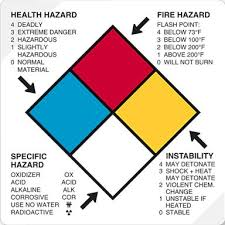 HEALTH HAZARD
4 DEADLY
3 EXTREME DANGER
2 HAZARDOUS
1 SLIGHTLY
HAZARDOUS
0 NORMAL
MATERIAL
FIRE HAZARD
FLASH POINT:
4 BELOW 73°F
3 BELOW 100°F
2 BELOW 200°F
1 ABOVE 200°F
0 WILL NOT BURN
SPECIFIC
HAZARD
OXIDIZER OX
ACID ACID
ALKALINE ALK
CORROSIVE COR
USE NO WATER W
RADIOACTIVE
INSTABILITY
4 MAY DETONATE
3 SHOCK + HEAT
MAY DETONATE
2 VIOLENT CHEM.
CHANGE
1 UNSTABLE IF
HEATED
0 STABLE